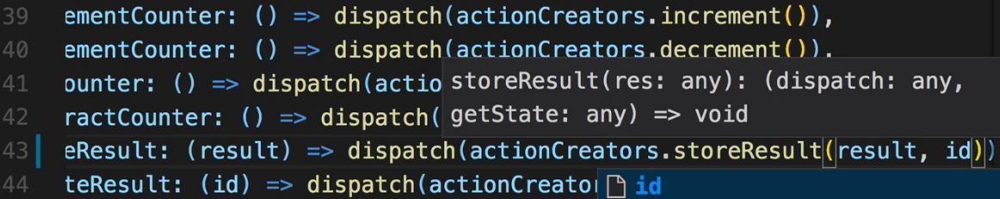 39 ementCounter: () => dispatch(actionCreators.increment()),
40 ementCounter: () => dispatch(actionCreators.decrement()),
41 ounter: () => dispatch(actio
storeResult(res: any): (dispatch: any,
getState: any) => void
42 ractCounter: () => dispatch(
43 eResult: (result) => dispatch(actionCreators.storeResult(result, id))
44 teResult: (id) => dispatch(actionCreator
id